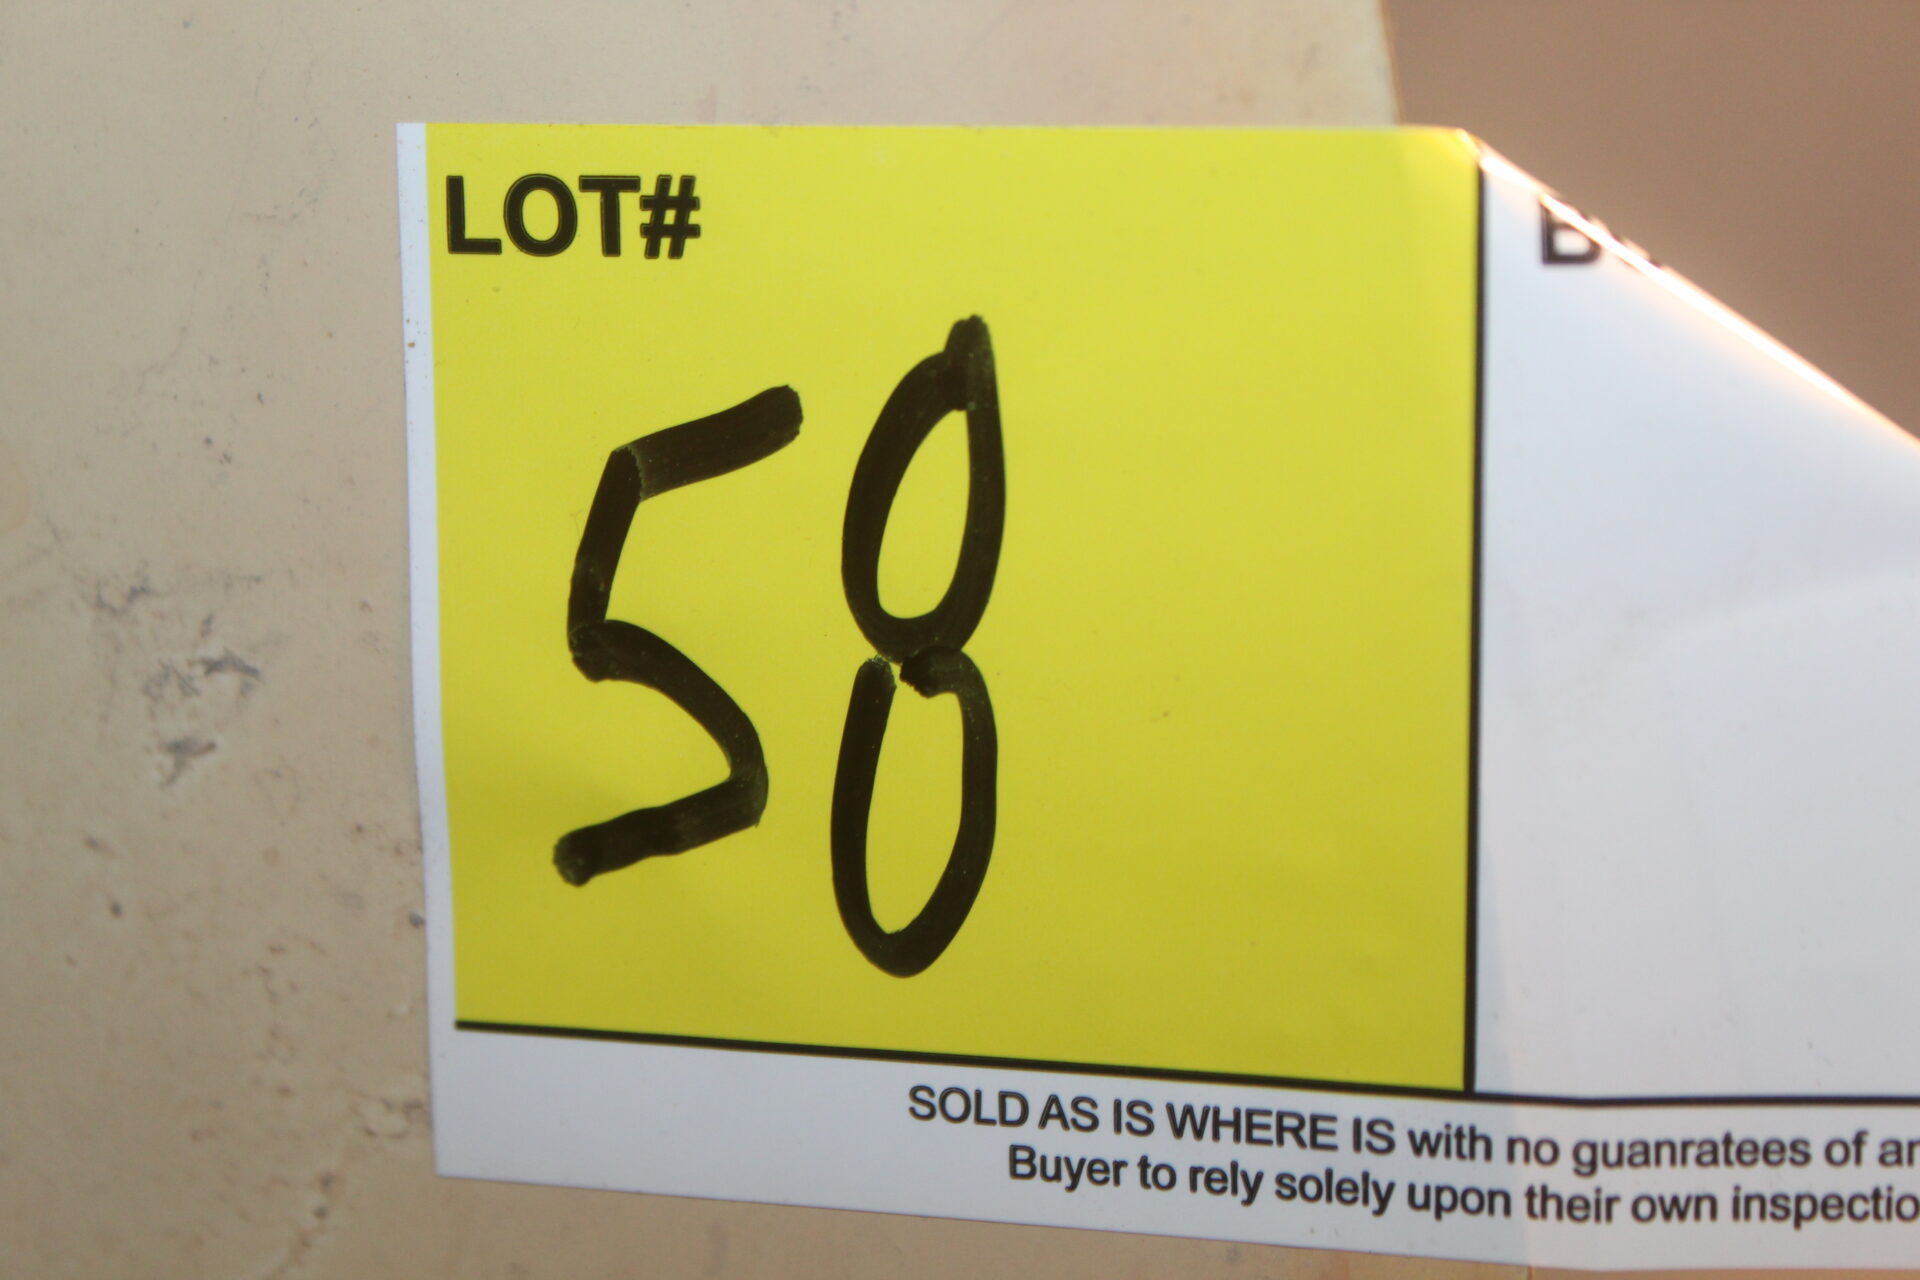 LOT#
58
SOLD AS IS WHERE IS with no guanratees of
Buyer to rely solely upon their own